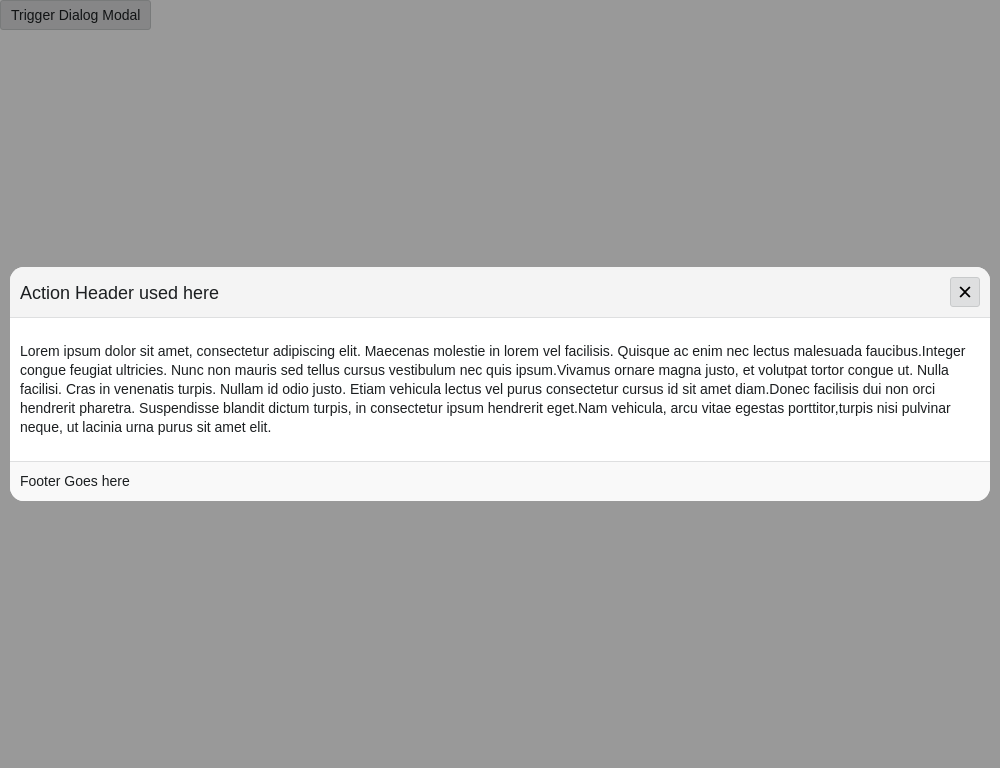 Trigger Dialog Modal
Action Header used here
Lorem ipsum dolor sit amet, consectetur adipiscing elit. Maecenas molestie in lorem vel facilisis. Quisque ac enim nec lectus malesuada faucibus.Integer
congue feugiat ultricies. Nunc non mauris sed tellus cursus vestibulum nec quis ipsum.Vivamus ornare magna justo, et volutpat tortor congue ut. Nulla
facilisi. Cras in venenatis turpis. Nullam id odio justo. Etiam vehicula lectus vel purus consectetur cursus id sit amet diam.Donec facilisis dui non orci
hendrerit pharetra. Suspendisse blandit dictum turpis, in consectetur ipsum hendrerit eget.Nam vehicula, arcu vitae egestas porttitor,turpis nisi pulvinar
neque, ut lacinia urna purus sit amet elit.
Footer Goes here